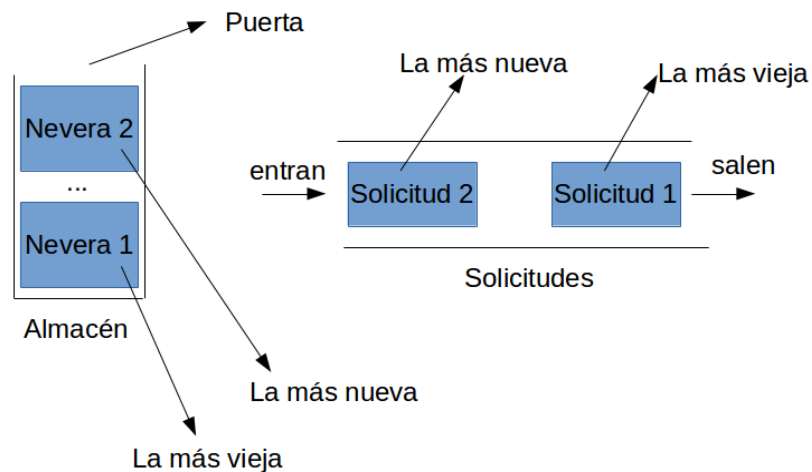 Puerta
Nevera 2
...
Nevera 1
Almacén
La más nueva
La más vieja
La más nueva
La más vieja
entran
Solicitud 2
Solicitud 1
salen
Solicitudes